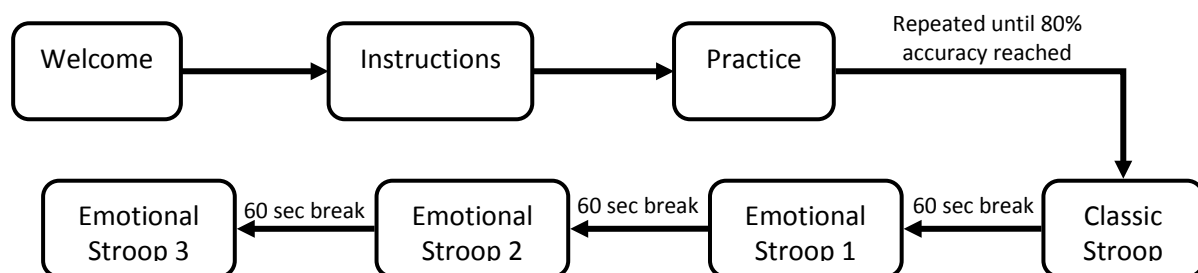 Welcome
Instructions
Practice
Repeated until 80%
accuracy reached
Classic
Stroop
60 sec break
Emotional
Stroop 1
60 sec break
Emotional
Stroop 2
60 sec break
Emotional
Stroop 3